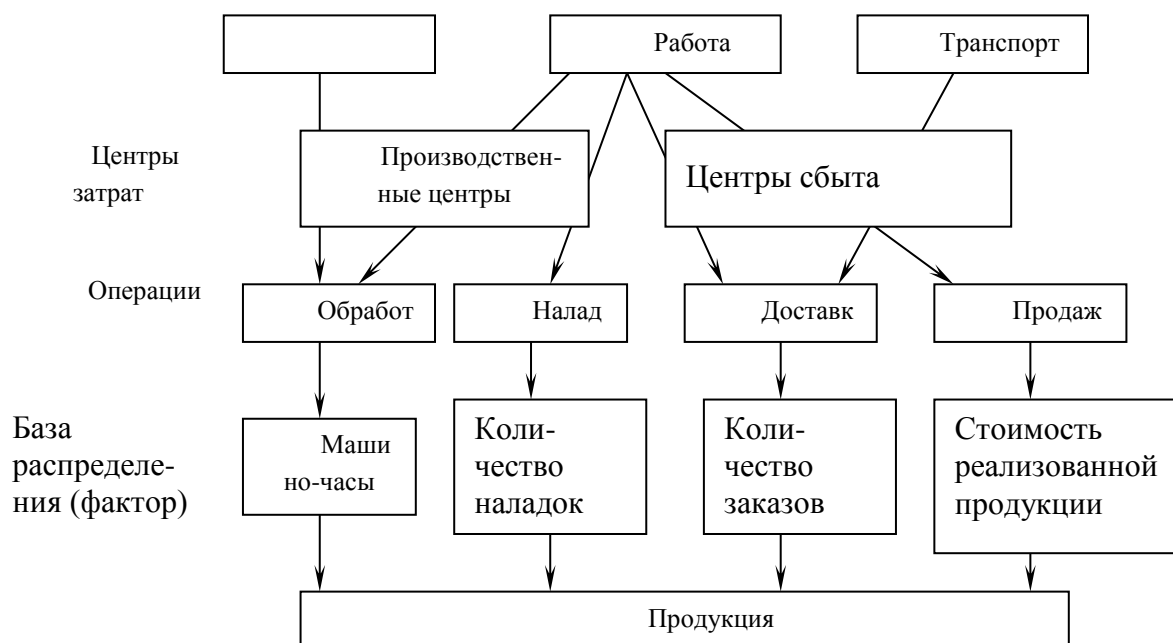 Работа
Транспорт
Центры
затрат
Производствен-
ные центры
Центры сбыта
Операции
Обработ
Налад
Доставк
Продаж
База
распределе-
ния (фактор)
Маши
но-часы
Коли-
чество
наладок
Коли-
чество
заказов
Стоимость
реализованной
продукции
Продукция